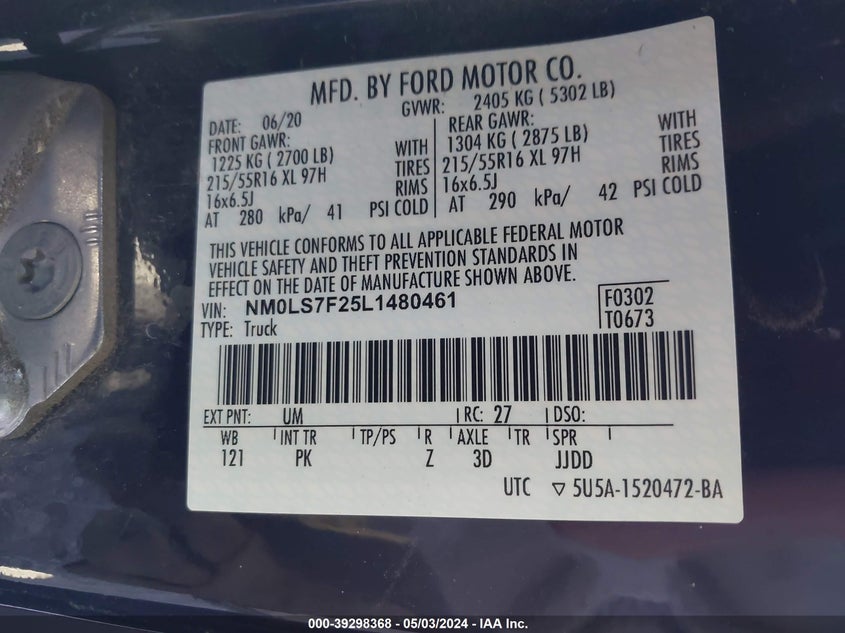 MFD. BY FORD MOTOR CO.
DATE: 06/20 GVWR: 2405 KG ( 5302 LB)
FRONT GAWR: REAR GAWR:
1225 KG ( 2700 LB) WITH 1304 KG ( 2875 LB) WITH
215/55R16 XL 97H TIRES 215/55R16 XL 97H TIRES
16x6.5J RIMS 16x6.5J RIMS
AT 280 kPa/ 41 PSI COLD AT 290 kPa/ 42 PSI COLD
THIS VEHICLE CONFORMS TO ALL APPLICABLE FEDERAL MOTOR
VEHICLE SAFETY AND THEFT PREVENTION STANDARDS IN
EFFECT ON THE DATE OF MANUFACTURE SHOWN ABOVE.
VIN: NM0LS7F25L1480461 F0302
TYPE: Truck T0673
EXT PNT: UM RC: 27 DSO:
WB INT TR TP/PS R AXLE TR SPR
121 PK Z 3D JJDD
UTC ▽ 5U5A-1520472-BA
000-39298368 - 05/03/2024 - IAA Inc.